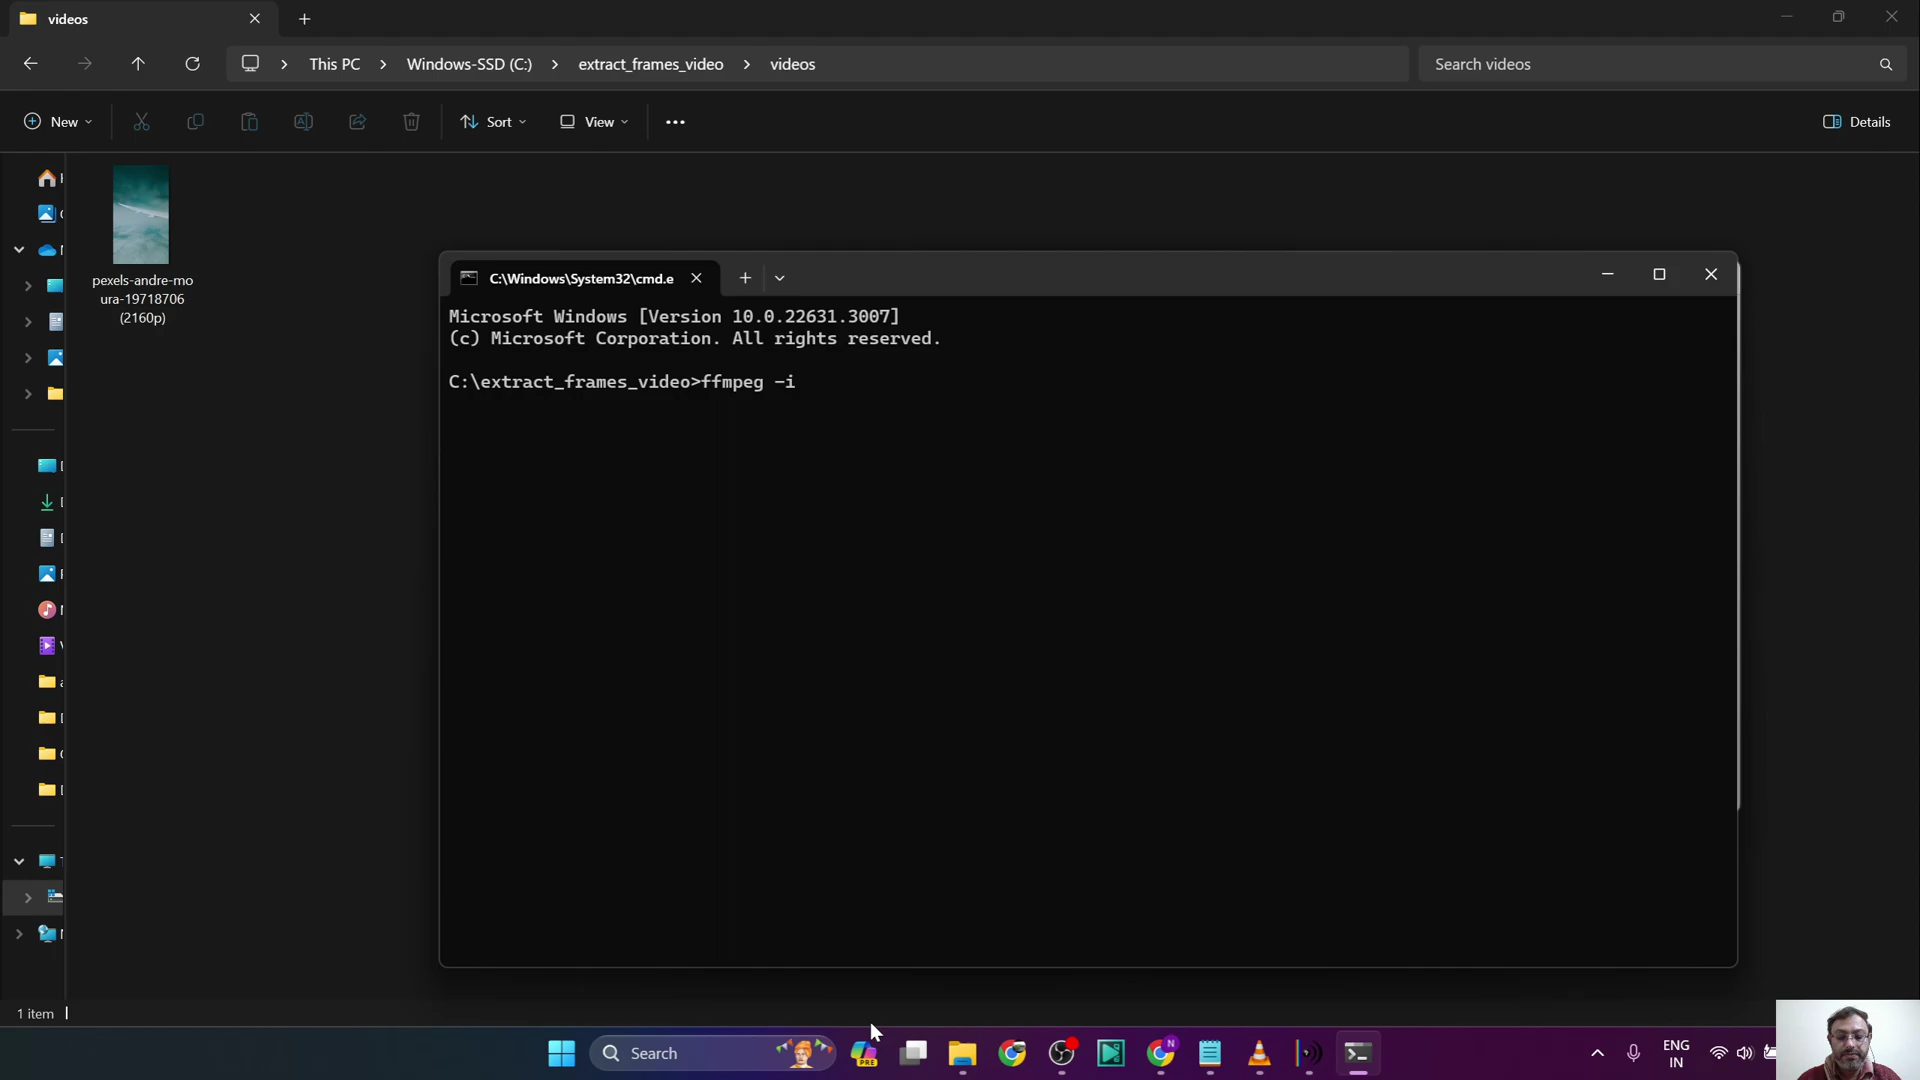 videos
This PC > Windows-SSD (C:) > extract_frames_video > videos
Search videos
New
Sort
View
Details
pexels-andre-mo
ura-19718706
(2160p)
C:\Windows\System32\cmd.e
Microsoft Windows [Version 10.0.22631.3007]
(c) Microsoft Corporation. All rights reserved.
C:\extract_frames_video>ffmpeg -i
1 item
Search
PRE
N
ENG
IN